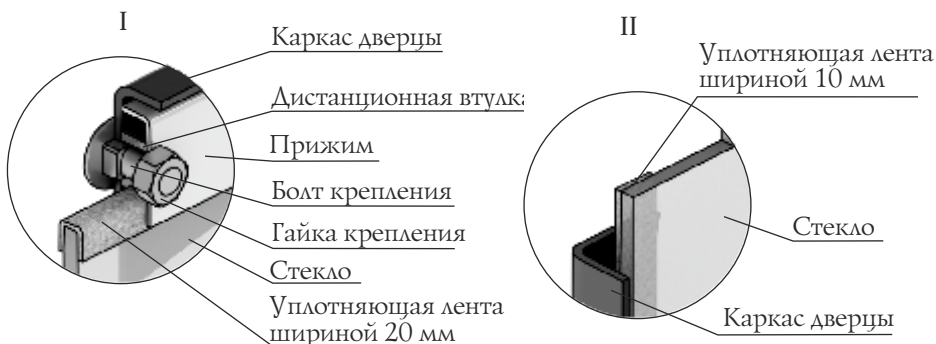 I
Каркас дверцы
Дистанционная втулка
Прижим
Болт крепления
Гайка крепления
Стекло
Уплотняющая лента
шириной 20 мм
II
Уплотняющая лента
шириной 10 мм
Стекло
Каркас дверцы